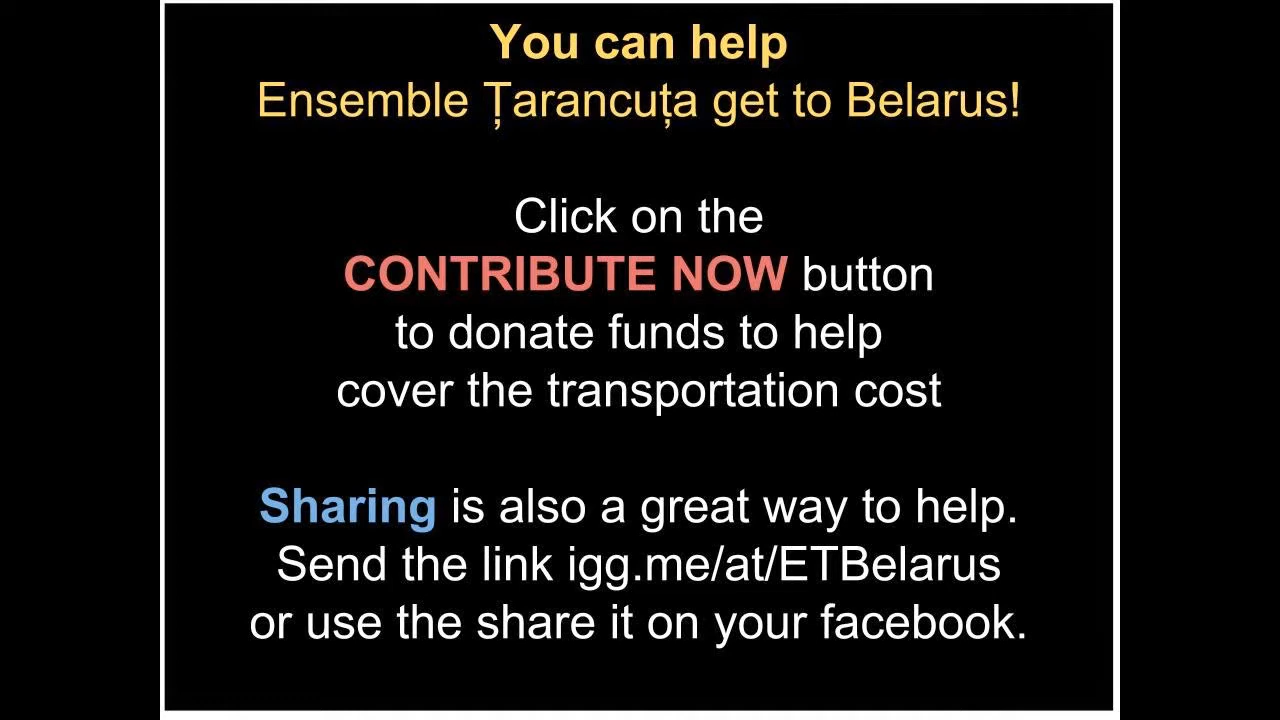 You can help
Ensemble Țarancuța get to Belarus!
Click on the
CONTRIBUTE NOW button
to donate funds to help
cover the transportation cost
Sharing is also a great way to help.
Send the link igg.me/at/ETBelarus
or use the share it on your facebook.